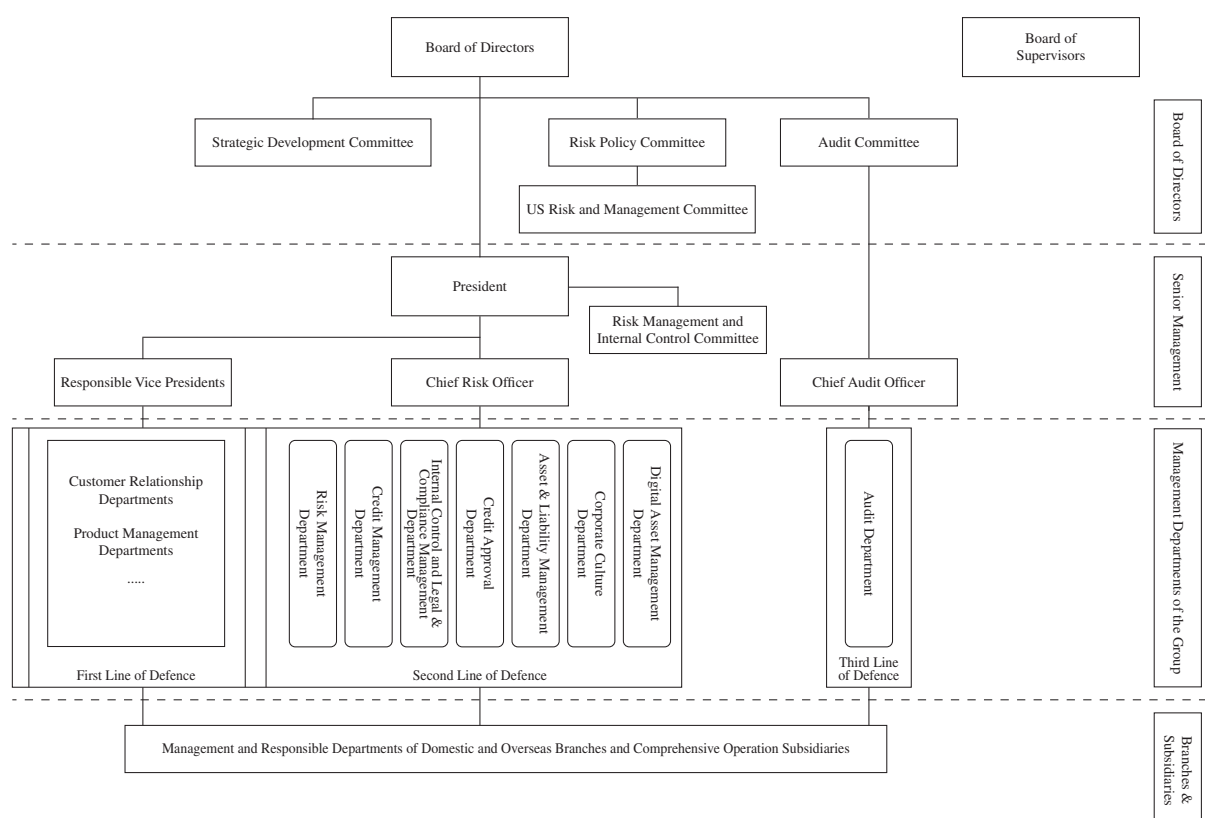 Board of Directors
Board of
Supervisors
Strategic Development Committee
Risk Policy Committee
Audit Committee
US Risk and Management Committee
Board of Directors
President
Risk Management and
Internal Control Committee
Responsible Vice Presidents
Chief Risk Officer
Chief Audit Officer
Senior Management
Customer Relationship
Departments
Product Management
Departments
.....
First Line of Defence
Risk Management
Department
Credit Management
Department
Internal Control and Legal &
Compliance Management
Department
Credit Approval
Department
Asset & Liability Management
Department
Corporate Culture
Department
Digital Asset Management
Department
Second Line of Defence
Audit Department
Third Line
of Defence
Management Departments of the Group
Management and Responsible Departments of Domestic and Overseas Branches and Comprehensive Operation Subsidiaries
Branches &
Subsidiaries